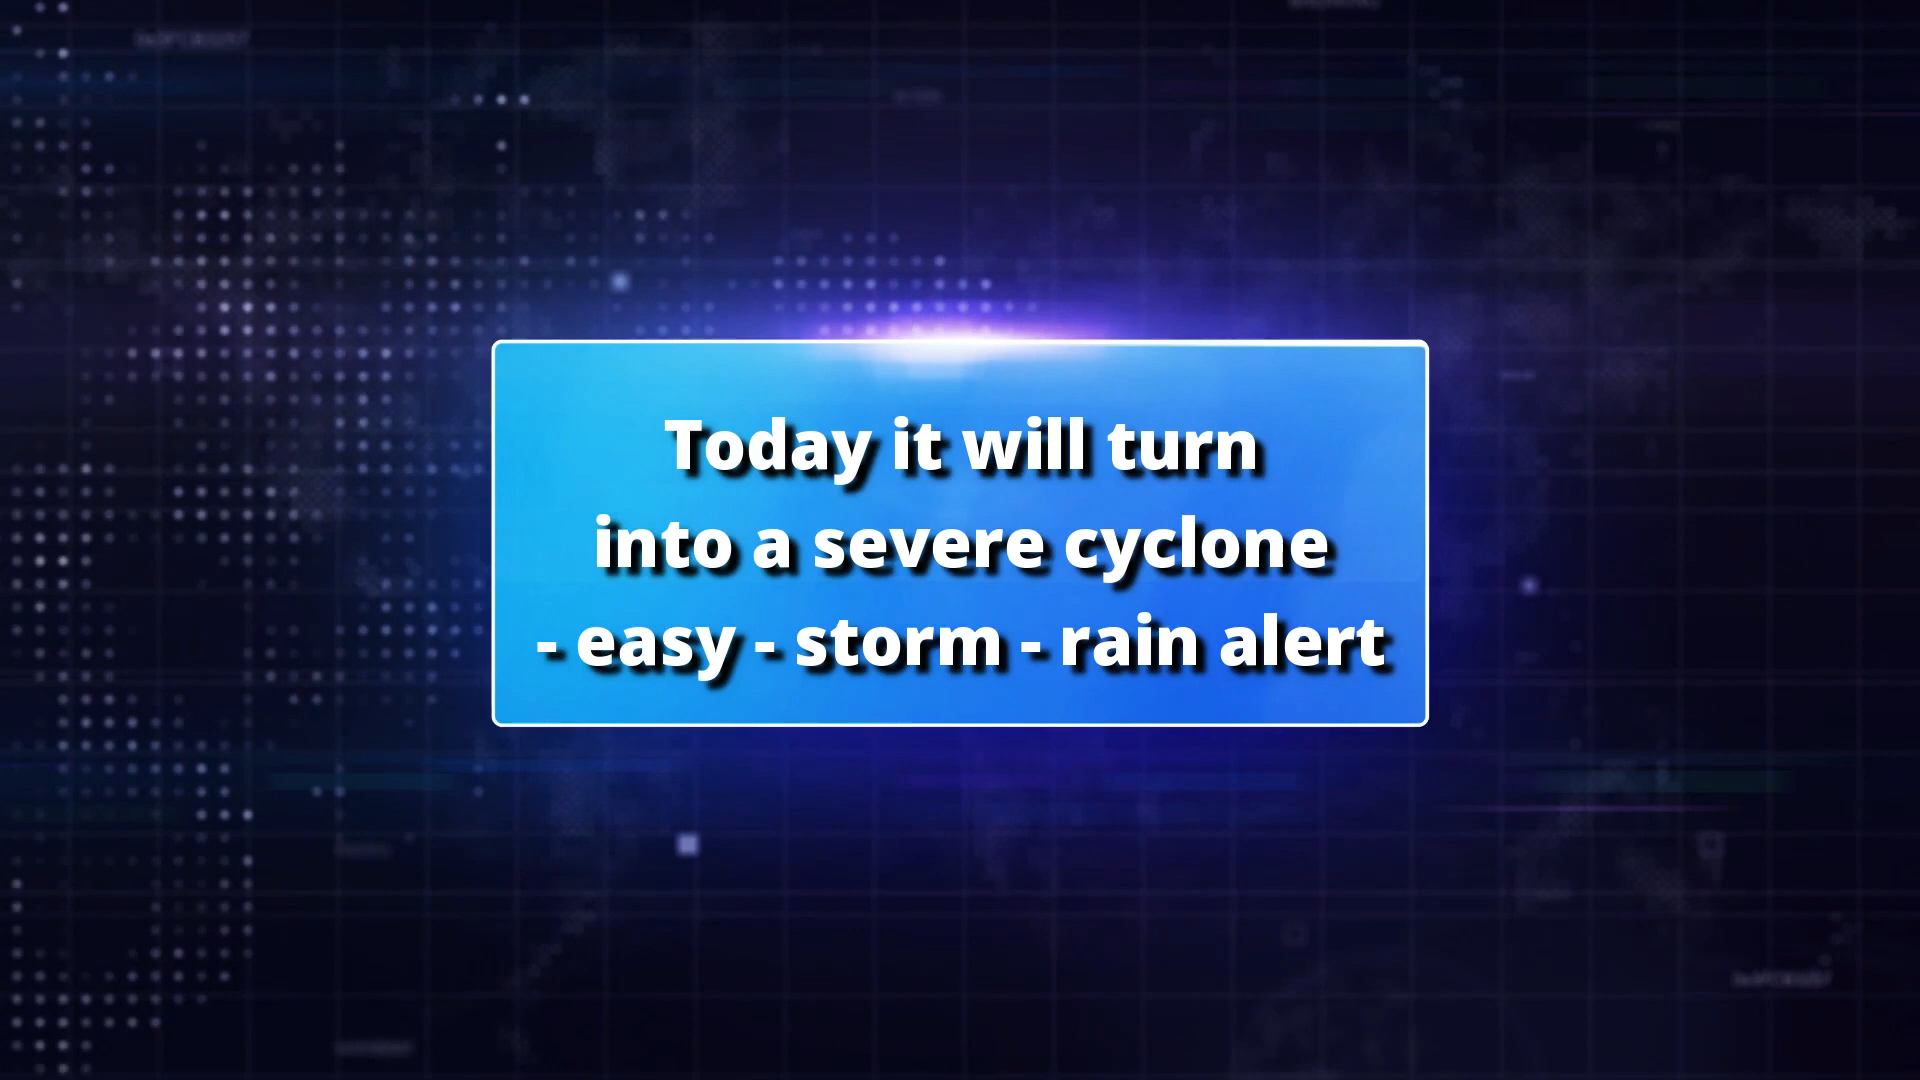 Today it will turn
into a severe cyclone
- easy - storm - rain alert